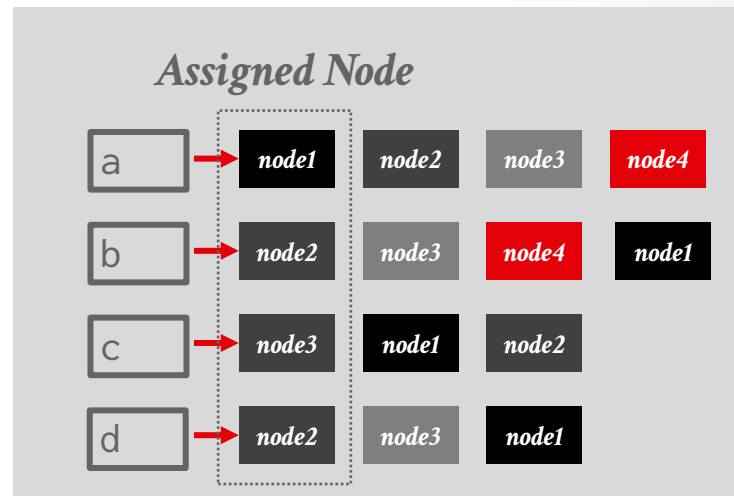 Assigned Node
a node1 node2 node3 node4
b node2 node3 node4 node1
c node3 node1 node2
d node2 node3 node1